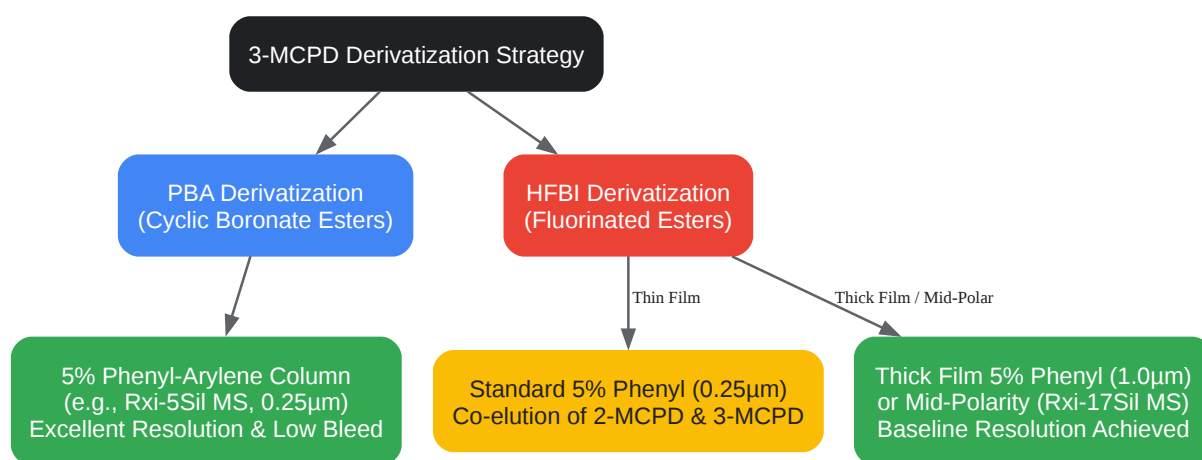 3-MCPD Derivatization Strategy
PBA Derivatization
(Cyclic Boronate Esters)
HFBI Derivatization
(Fluorinated Esters)
Thin Film
Thick Film / Mid-Polar
5% Phenyl-Arylene Column
(e.g., Rxi-5Sil MS, 0.25µm)
Excellent Resolution & Low Bleed
Standard 5% Phenyl (0.25µm)
Co-elution of 2-MCPD & 3-MCPD
Thick Film 5% Phenyl (1.0µm)
or Mid-Polarity (Rxi-17Sil MS)
Baseline Resolution Achieved